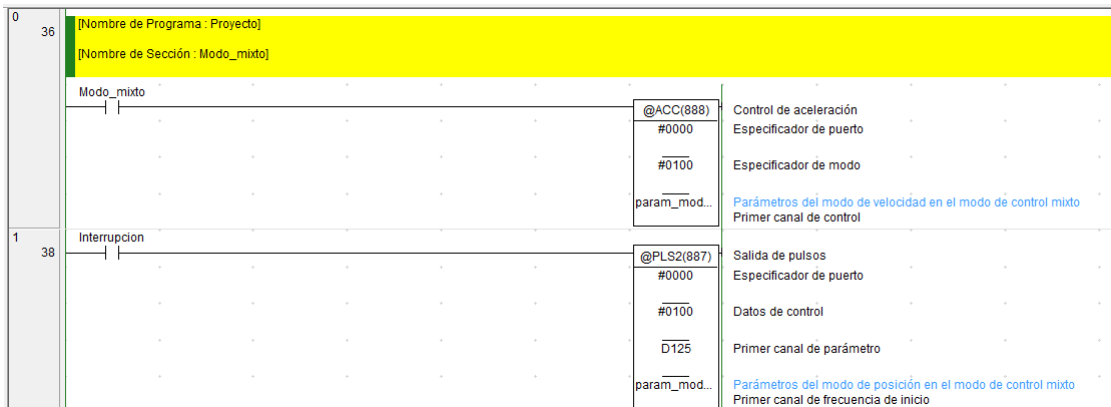 0
36
[Nombre de Programa : Proyecto]
[Nombre de Sección : Modo_mixto]
Modo_mixto
@ACC(888) Control de aceleración
#0000 Especificador de puerto
#0100 Especificador de modo
param_mod... Parámetros del modo de velocidad en el modo de control mixto
Primer canal de control
1
38
Interrupcion
@PLS2(887) Salida de pulsos
#0000 Especificador de puerto
#0100 Datos de control
D125 Primer canal de parámetro
param_mod... Parámetros del modo de posición en el modo de control mixto
Primer canal de frecuencia de inicio